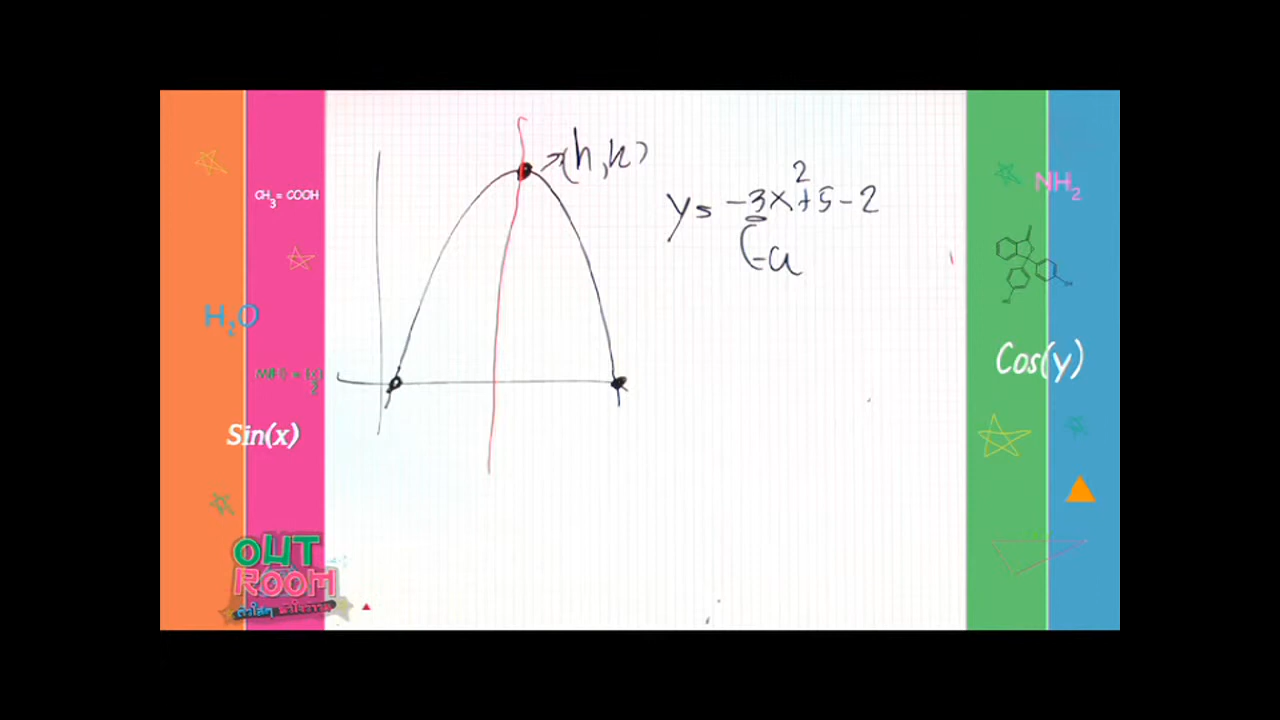 (h,k)
y = -3x²+5-2
-a
CH₃= COOH
H₂O
Sin(x)
OUT
ROOM
NH₂
Cos(y)